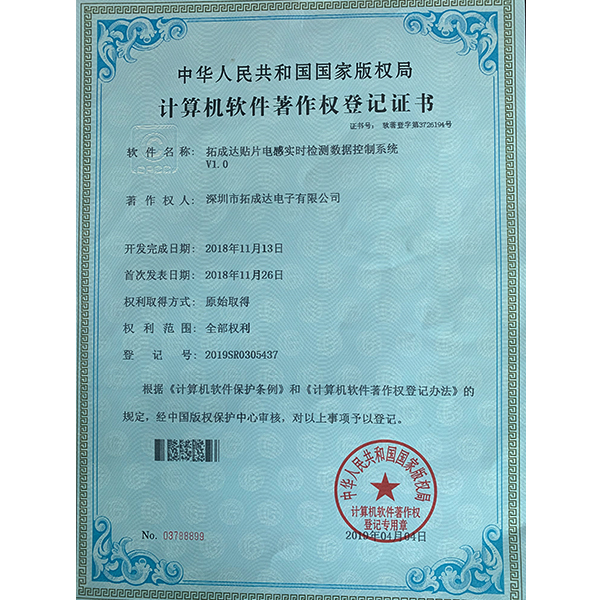 中华人民共和国国家版权局
计算机软件著作权登记证书
证书号： 软著登字第3726194号
软件名称： 拓成达贴片电感实时检测数据控制系统
V1.0
著作权人： 深圳市拓成达电子有限公司
开发完成日期： 2018年11月13日
首次发表日期： 2018年11月26日
权利取得方式： 原始取得
权利范围： 全部权利
登记号： 2019SR0305437
根据《计算机软件保护条例》和《计算机软件著作权登记办法》的
规定，经中国版权保护中心审核，对以上事项予以登记。
中华人民共和国国家版权局
计算机软件著作权
登记专用章
No. 03788899
2019年04月04日